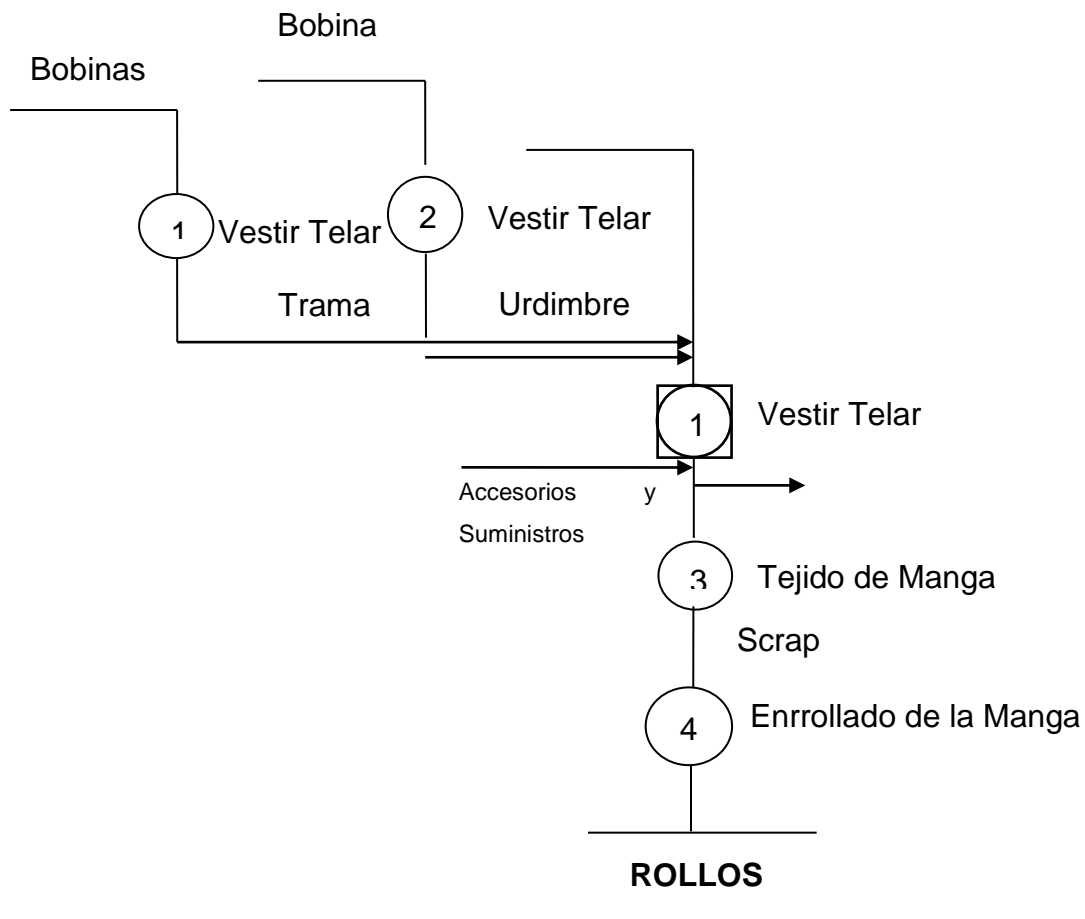 Bobina
Bobinas
1 Vestir Telar
2 Vestir Telar
Trama
Urdimbre
1 Vestir Telar
Accesorios y
Suministros
3 Tejido de Manga
Scrap
4 Enrrollado de la Manga
ROLLOS